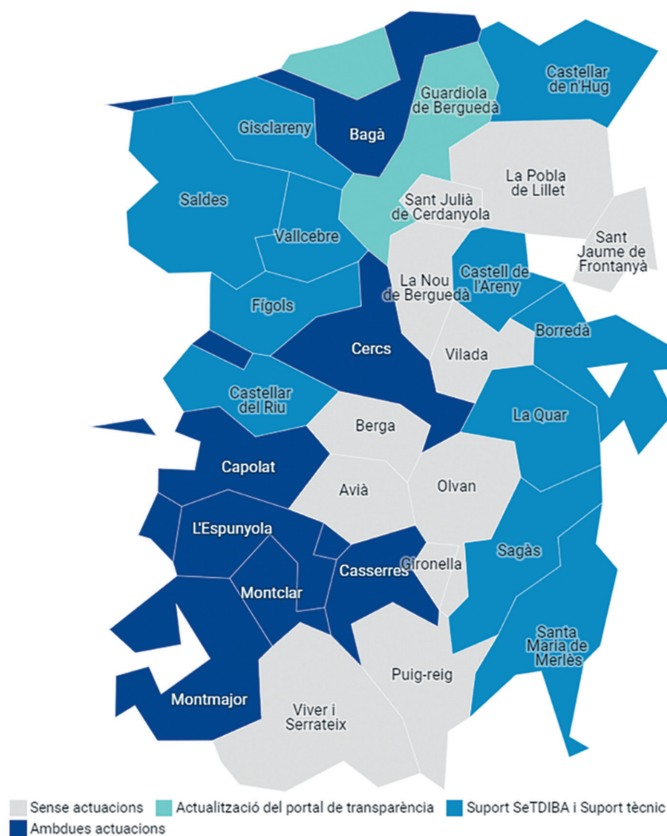 Castellar
de n'Hug
Guardiola
de Berguedà
Gisclareny
Bagà
La Pobla
de Lillet
Saldes
Sant Julià
de Cerdanyola
Vallcebre
Sant
Jaume de
Frontanyà
La Nou
de Berguedà
Castell de
l'Areny
Fígols
Borredà
Cercs
Vilada
Castellar
del Riu
La Quar
Berga
Capolat
Avià
Olvan
L'Espunyola
Sagàs
Gironella
Casserres
Montclar
Santa
Maria de
Merlès
Puig-reig
Montmajor
Viver i
Serrateix
Sense actuacions Actualització del portal de transparència Suport SeTDIBA i Suport tècnic
Ambdues actuacions